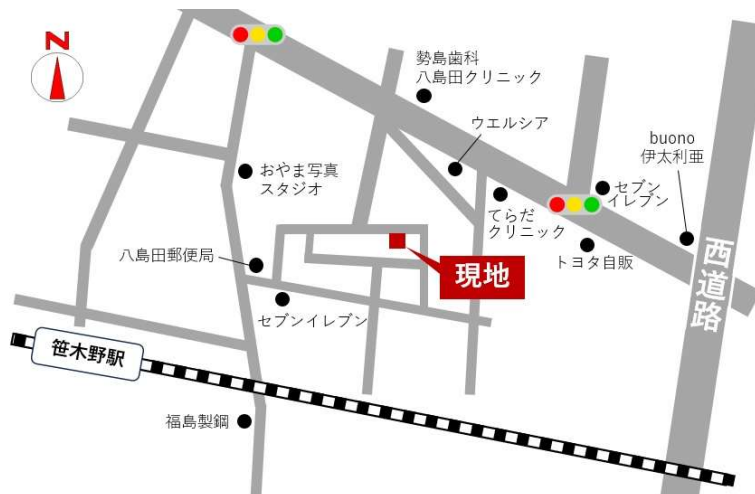 N
勢島歯科
八島田クリニック
ウエルシア
buono
伊太利亜
おやま写真
スタジオ
セブン
イレブン
てらだ
クリニック
トヨタ自販
西道路
八島田郵便局
現地
セブンイレブン
笹木野駅
福島製鋼